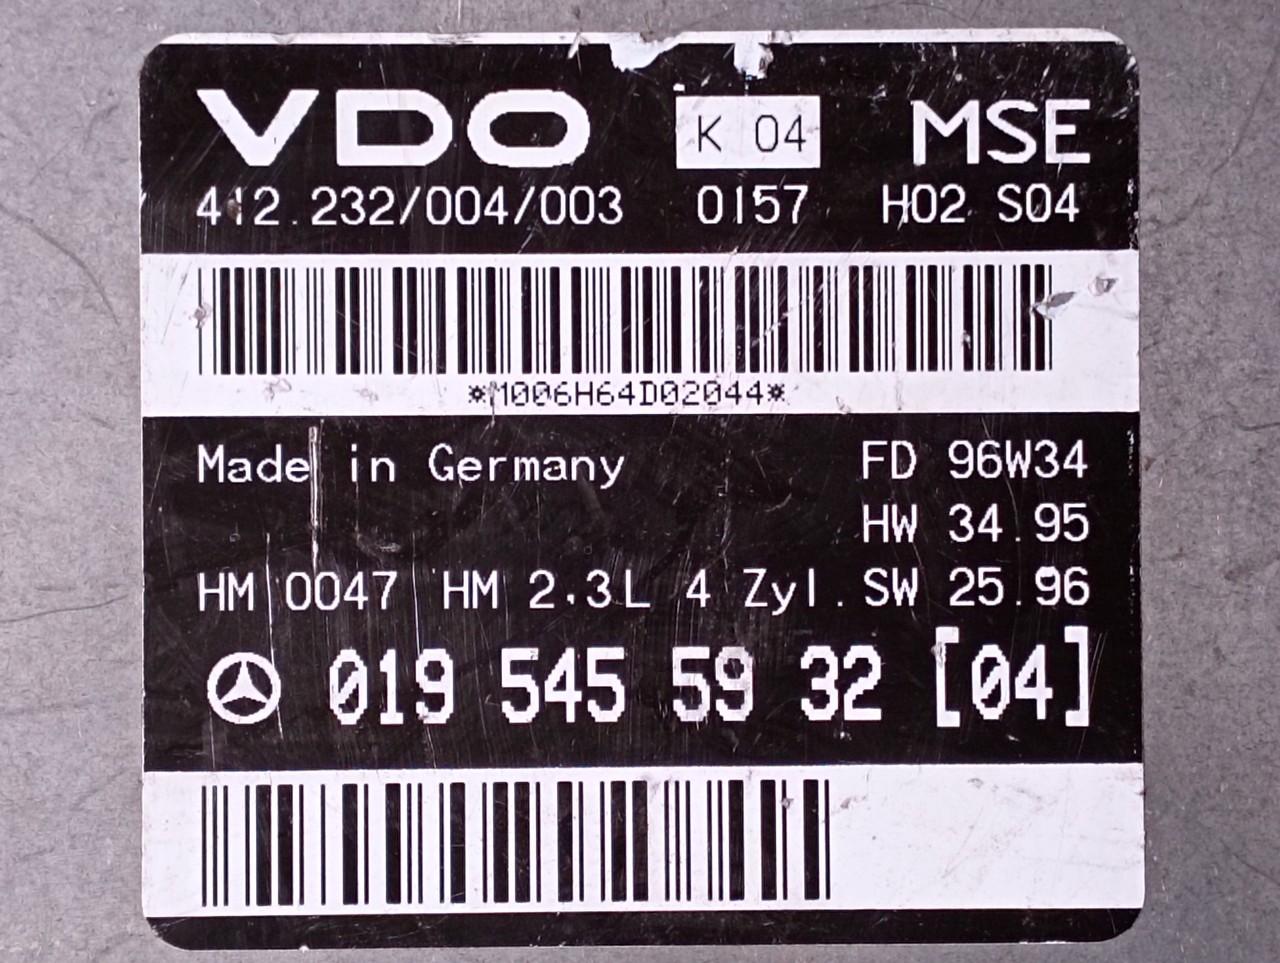 VDO K 04 MSE
412.232/004/003 0157 H02 S04
*M006H64D02044*
Made in Germany FD 96W34
HW 34.95
HM 0047 HM 2.3L 4 Zyl. SW 25.96
019 545 59 32 [04]